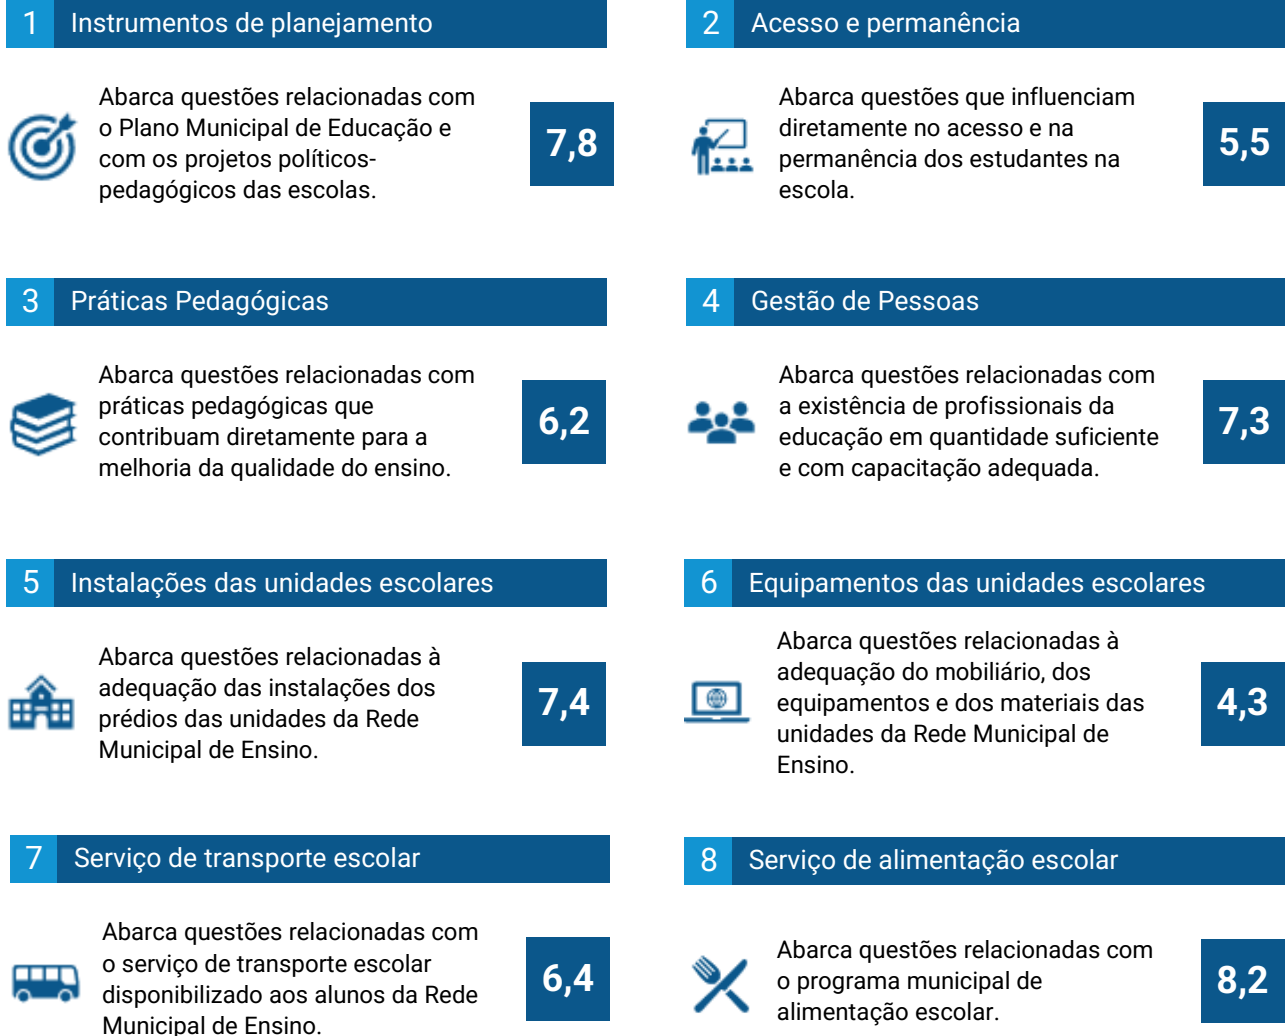 1 Instrumentos de planejamento
Abarca questões relacionadas com
o Plano Municipal de Educação e
com os projetos políticos-
pedagógicos das escolas.
7,8
2 Acesso e permanência
Abarca questões que influenciam
diretamente no acesso e na
permanência dos estudantes na
escola.
5,5
3 Práticas Pedagógicas
Abarca questões relacionadas com
práticas pedagógicas que
contribuam diretamente para a
melhoria da qualidade do ensino.
6,2
4 Gestão de Pessoas
Abarca questões relacionadas com
a existência de profissionais da
educação em quantidade suficiente
e com capacitação adequada.
7,3
5 Instalações das unidades escolares
Abarca questões relacionadas à
adequação das instalações dos
prédios das unidades da Rede
Municipal de Ensino.
7,4
6 Equipamentos das unidades escolares
Abarca questões relacionadas à
adequação do mobiliário, dos
equipamentos e dos materiais das
unidades da Rede Municipal de
Ensino.
4,3
7 Serviço de transporte escolar
Abarca questões relacionadas com
o serviço de transporte escolar
disponibilizado aos alunos da Rede
Municipal de Ensino.
6,4
8 Serviço de alimentação escolar
Abarca questões relacionadas com
o programa municipal de
alimentação escolar.
8,2